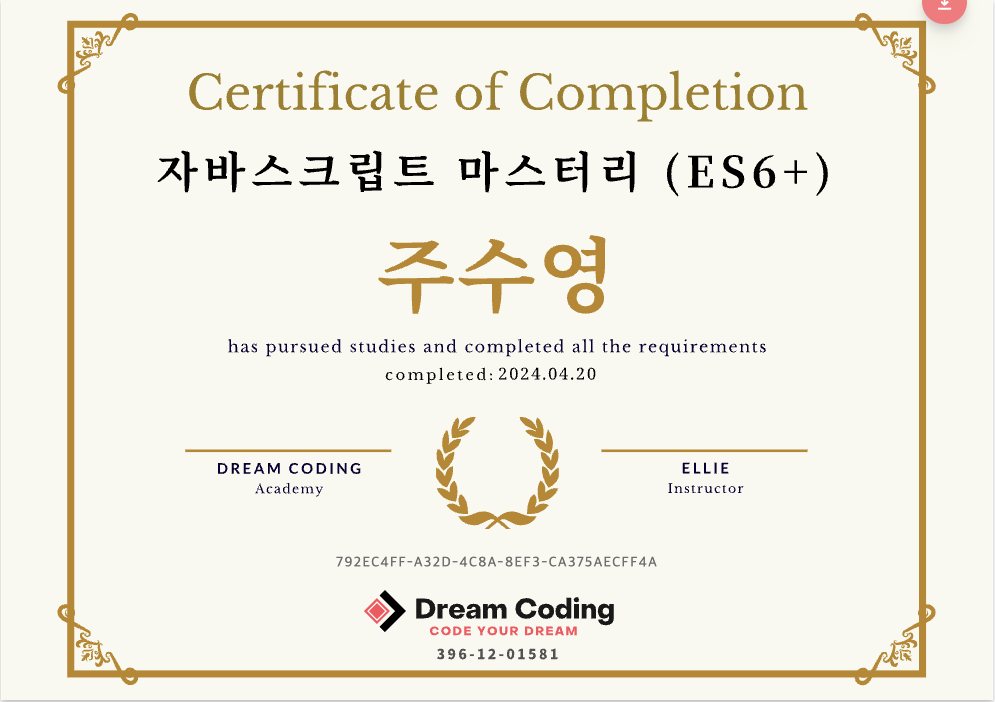 Certificate of Completion
자바스크립트 마스터리 (ES6+)
주수영
has pursued studies and completed all the requirements
completed: 2024.04.20
DREAM CODING
Academy
ELLIE
Instructor
792EC4FF-A32D-4C8A-8EF3-CA375AECFF4A
Dream Coding
CODE YOUR DREAM
396-12-01581